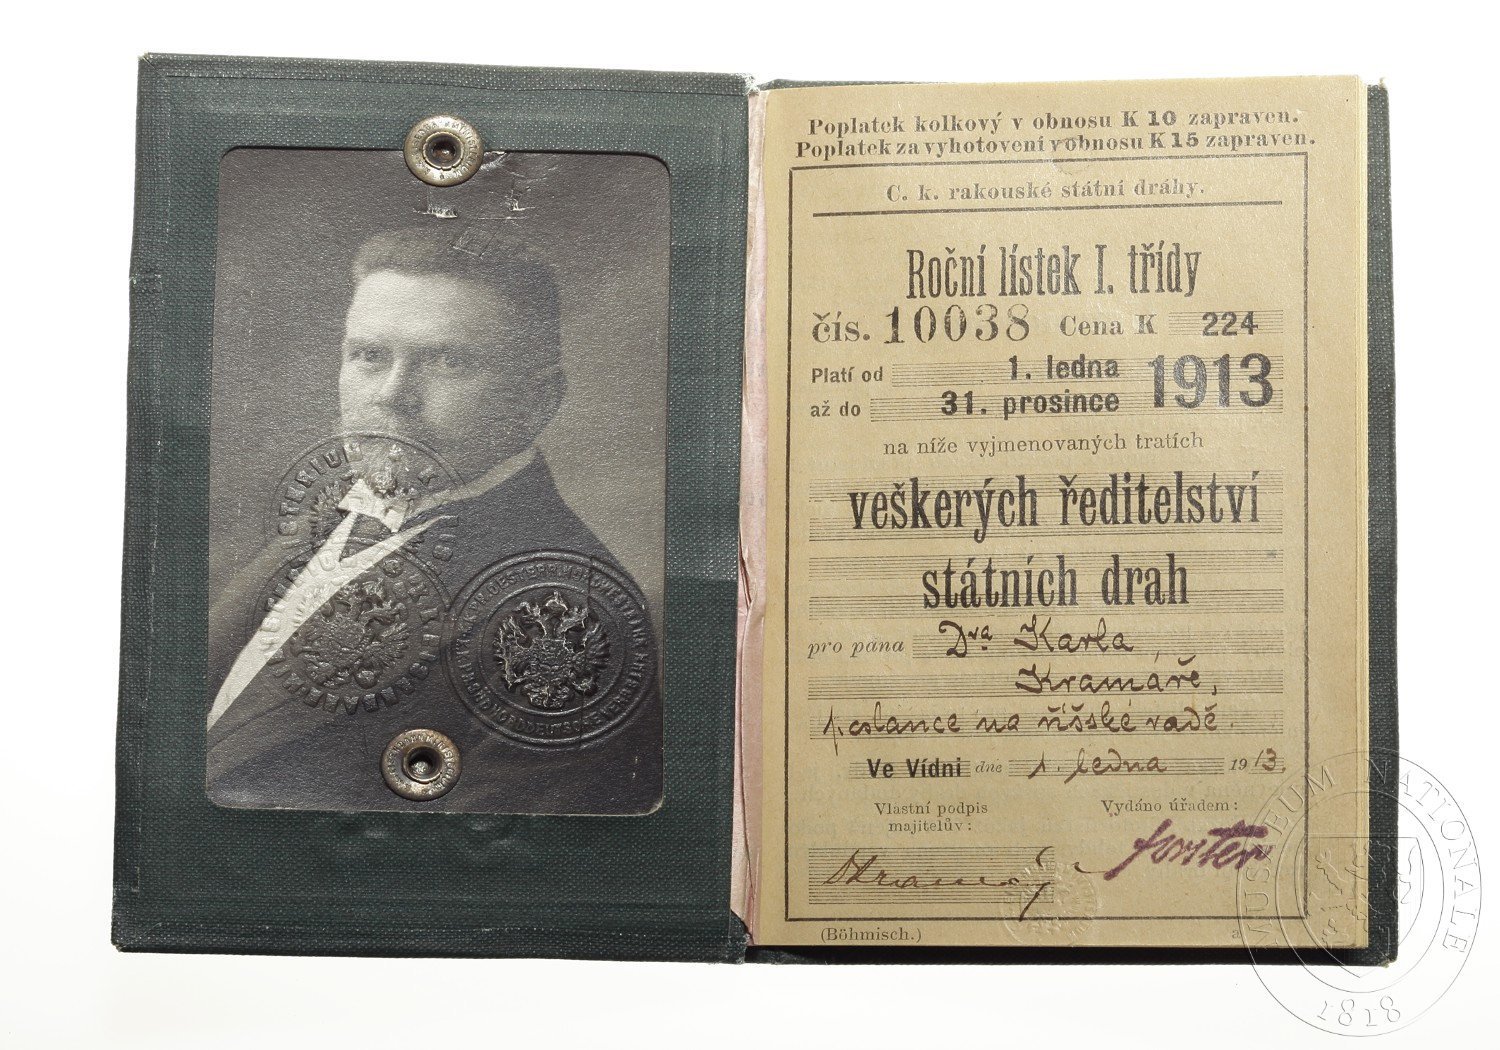 Poplatek kolkový v obnosu K 10 zapraven.
Poplatek za vyhotovení v obnosu K 15 zapraven.
C. k. rakouské státní dráhy.
Roční lístek I. třídy
čís. 10038 Cena K 224
Platí od 1. ledna 1913
až do 31. prosince
na níže vyjmenovaných tratích
veškerých ředitelství
státních drah
pro pána Dra. Karla
Kramáře,
poslance na říšské radě.
Ve Vídni dne 1. ledna 1913.
Vlastní podpis
majitelův:
Vydáno úřadem:
Kramář
Forster
(Böhmisch.)
a
MUSEUM NATIONALE
1818